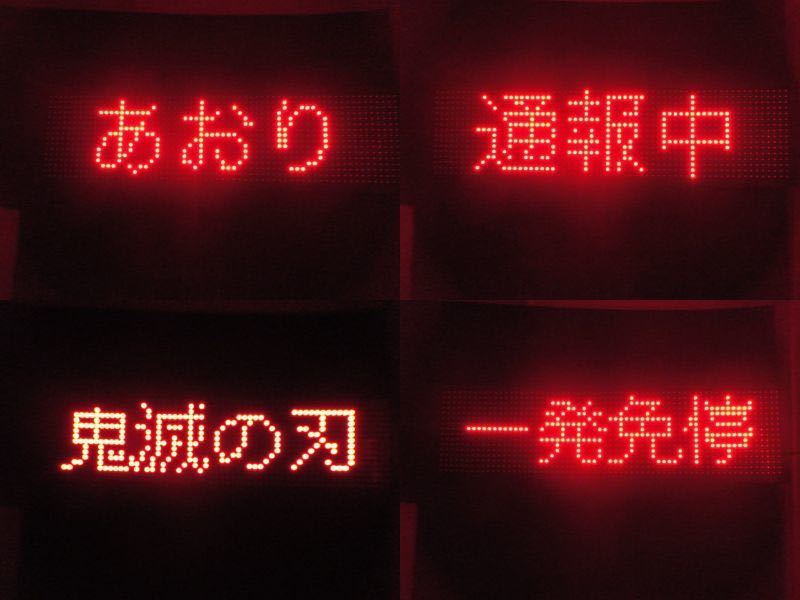 あおり
通報中
鬼滅の刃
一発免停